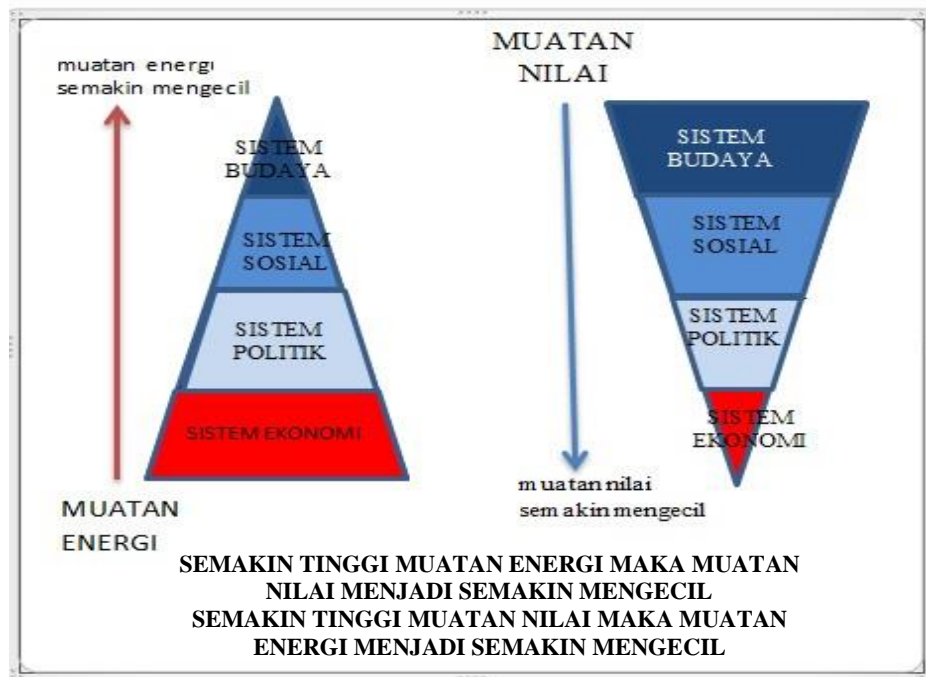 muatan energi
semakin mengecil
SISTEM
BUDAYA
SISTEM
SOSIAL
SISTEM
POLITIK
SISTEM EKONOMI
MUATAN
ENERGI
MUATAN
NILAI
SISTEM
BUDAYA
SISTEM
SOSIAL
SISTEM
POLITIK
SISTEM
EKONOMI
muatan nilai
semakin mengecil
SEMAKIN TINGGI MUATAN ENERGI MAKA MUATAN
NILAI MENJADI SEMAKIN MENGECIL
SEMAKIN TINGGI MUATAN NILAI MAKA MUATAN
ENERGI MENJADI SEMAKIN MENGECIL